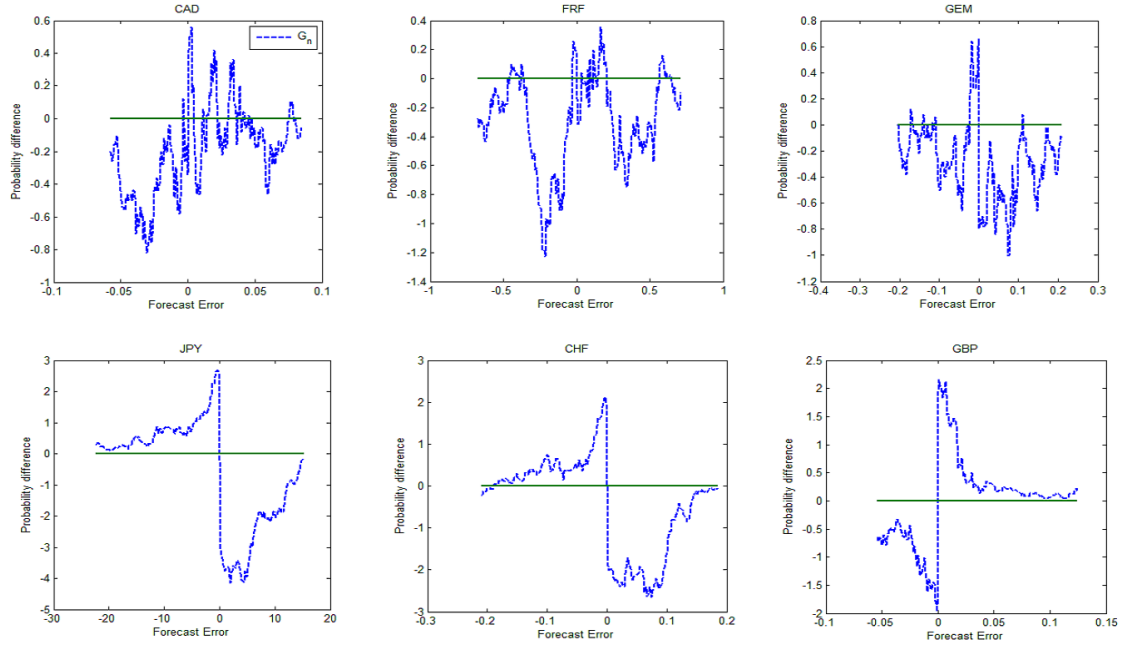 CAD
G_n
Probability difference
0.6
0.4
0.2
0
-0.2
-0.4
-0.6
-0.8
-1
-0.1 -0.05 0 0.05 0.1
Forecast Error
FRF
Probability difference
0.4
0.2
0
-0.2
-0.4
-0.6
-0.8
-1
-1.2
-1.4
-1 -0.5 0 0.5 1
Forecast Error
GEM
Probability difference
0.8
0.6
0.4
0.2
0
-0.2
-0.4
-0.6
-0.8
-1
-1.2
-0.4 -0.3 -0.2 -0.1 0 0.1 0.2 0.3
Forecast Error
JPY
Probability difference
3
2
1
0
-1
-2
-3
-4
-5
-30 -20 -10 0 10 20
Forecast Error
CHF
Probability difference
3
2
1
0
-1
-2
-3
-0.3 -0.2 -0.1 0 0.1 0.2
Forecast Error
GBP
Probability difference
2.5
2
1.5
1
0.5
0
-0.5
-1
-1.5
-2
-0.1 -0.05 0 0.05 0.1 0.15
Forecast Error